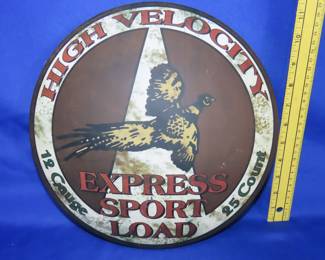 HIGH VELOCITY
EXPRESS
SPORT
LOAD
12 Gauge
25 Count